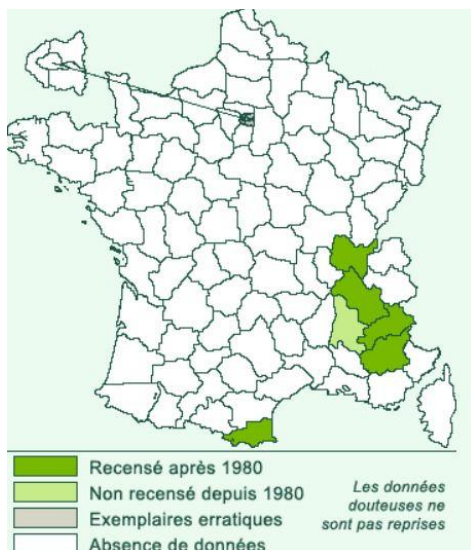 Recensé après 1980
Non recensé depuis 1980
Exemplaires erratiques
Absence de données
Les données
douteuses ne
sont pas reprises